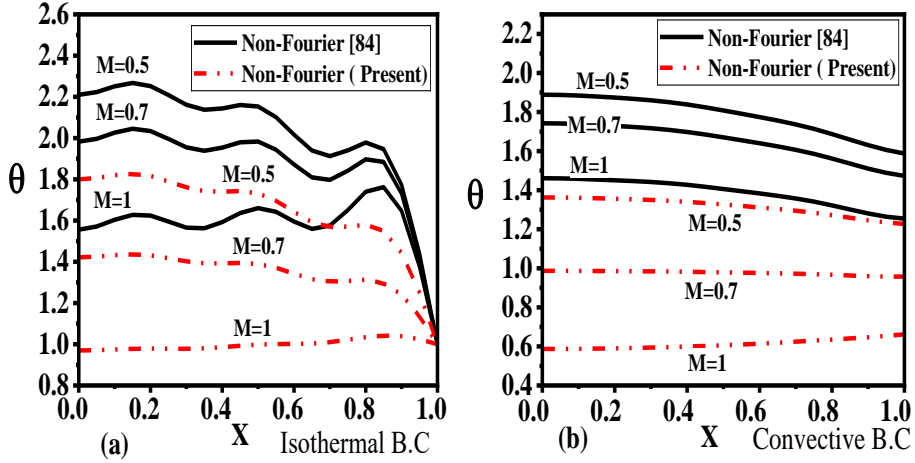 2.6
2.4
2.2
2.0
1.8
1.6
1.4
1.2
1.0
0.8
θ
Non-Fourier [84]
Non-Fourier ( Present)
M=0.5
M=0.7
M=0.5
M=1
M=0.7
M=1
0.0 0.2 0.4 0.6 0.8 1.0
(a) X Isothermal B.C
2.2
2.0
1.8
1.6
1.4
1.2
1.0
0.8
0.6
0.4
θ
Non-Fourier [84]
Non-Fourier ( Present)
M=0.5
M=0.7
M=1
M=0.5
M=0.7
M=1
0.0 0.2 0.4 0.6 0.8 1.0
(b) X Convective B.C